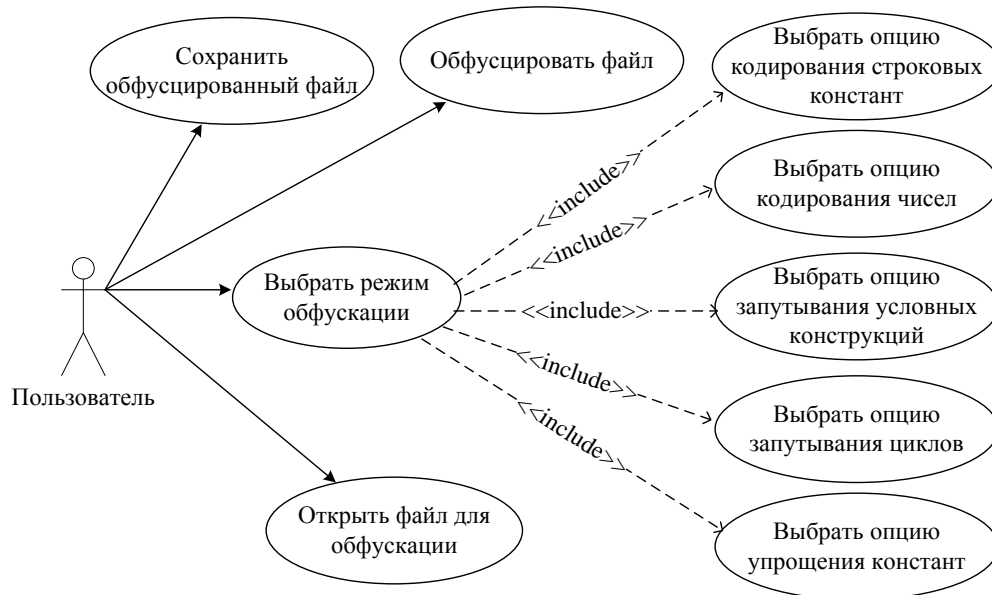 Сохранить
обфусцированный файл
Обфусцировать файл
Выбрать опцию
кодирования строковых
констант
<<include>>
Выбрать опцию
кодирования чисел
<<include>>
Выбрать режим
обфускации
<<include>>
Выбрать опцию
запутывания условных
конструкций
Пользователь
<<include>>
Выбрать опцию
запутывания циклов
<<include>>
Открыть файл для
обфускации
Выбрать опцию
упрощения констант